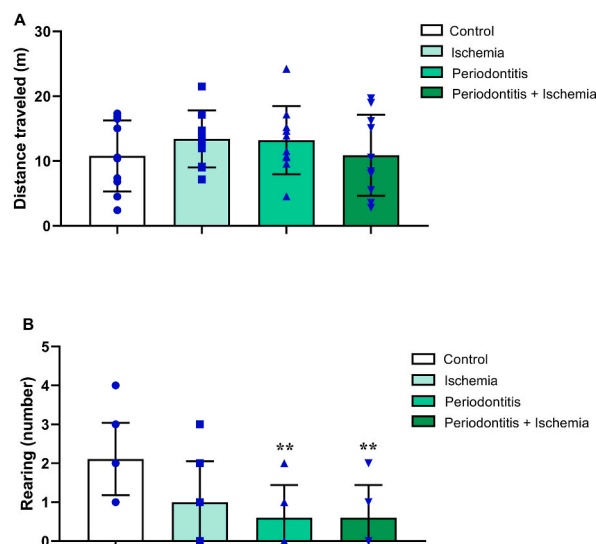 A
Distance traveled (m)
30
20
10
0
Control
Ischemia
Periodontitis
Periodontitis + Ischemia
B
Rearing (number)
5
4
3
2
1
0
** **
Control
Ischemia
Periodontitis
Periodontitis + Ischemia